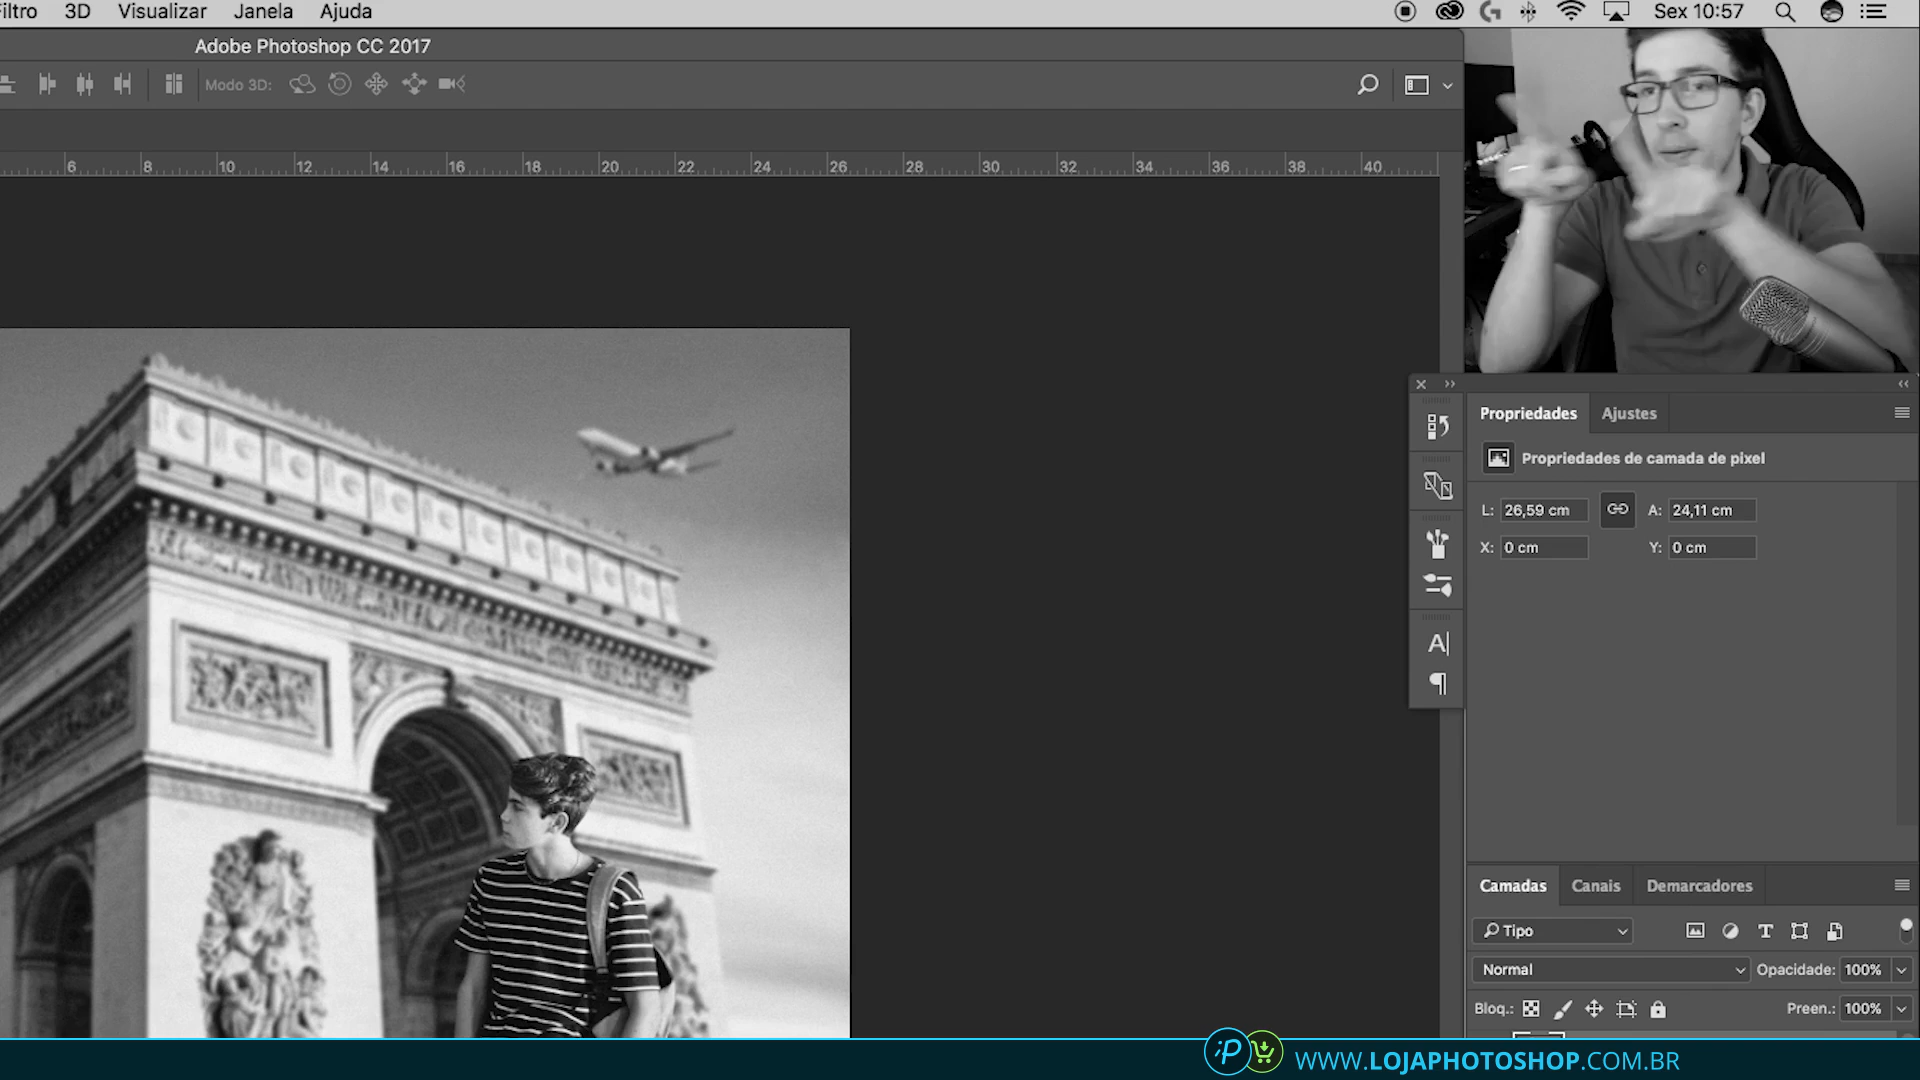 iltro 3D Visualizar Janela Ajuda Sex 10:57
Adobe Photoshop CC 2017
Modo 3D:
6 8 10 12 14 16 18 20 22 24 26 28 30 32 34 36 38 40
Propriedades Ajustes
Propriedades de camada de pixel
L: 26,59 cm A: 24,11 cm
X: 0 cm Y: 0 cm
A|
Camadas Canais Demarcadores
Tipo T
Normal Opacidade: 100%
Bloq.: Preen.: 100%
iP WWW.LOJAPHOTOSHOP.COM.BR